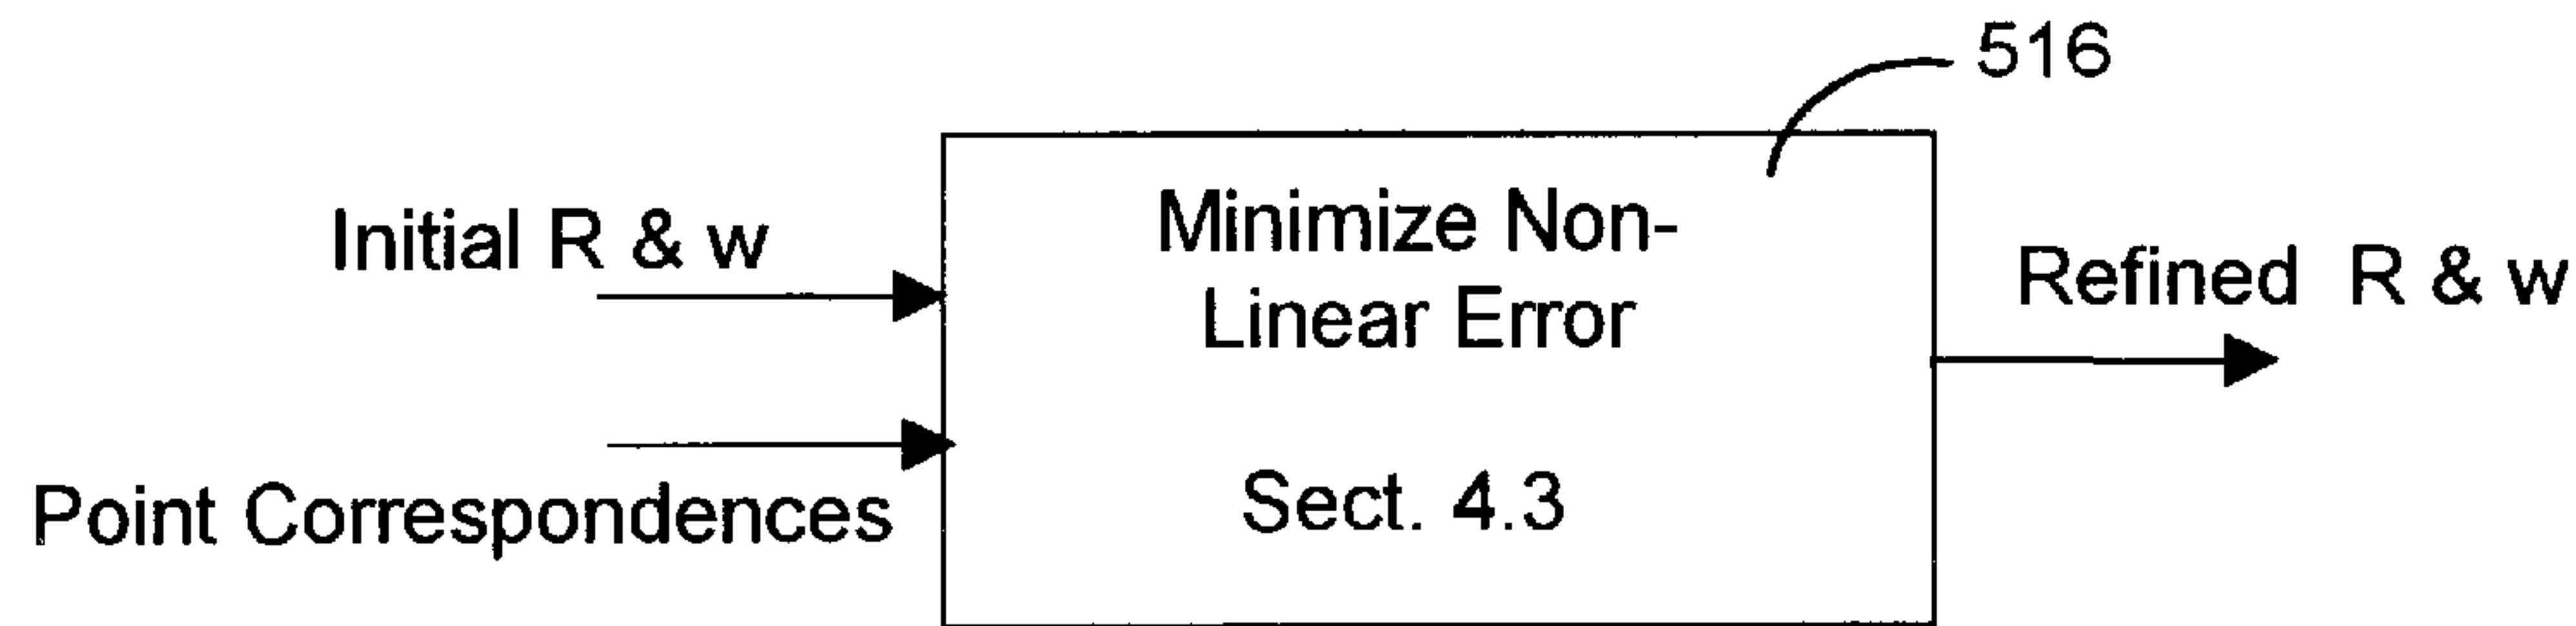 516
Initial R & w
Minimize Non-
Linear Error
Refined R & w
Point Correspondences
Sect. 4.3